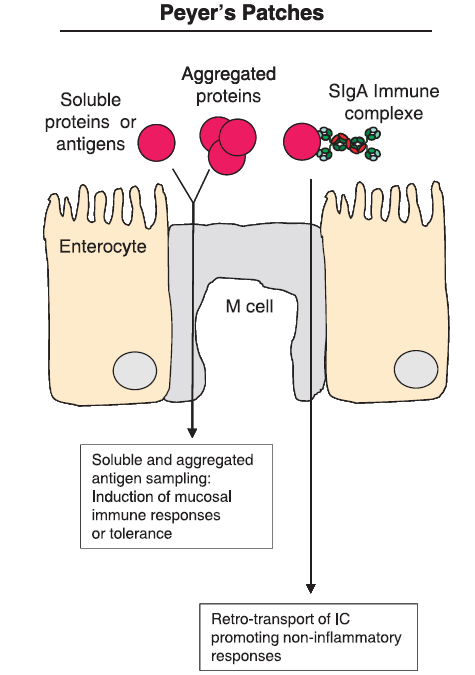 Peyer's Patches
Soluble
proteins or
antigens
Aggregated
proteins
SIgA Immune
complexe
Enterocyte
M cell
Soluble and aggregated
antigen sampling:
Induction of mucosal
immune responses
or tolerance
Retro-transport of IC
promoting non-inflammatory
responses